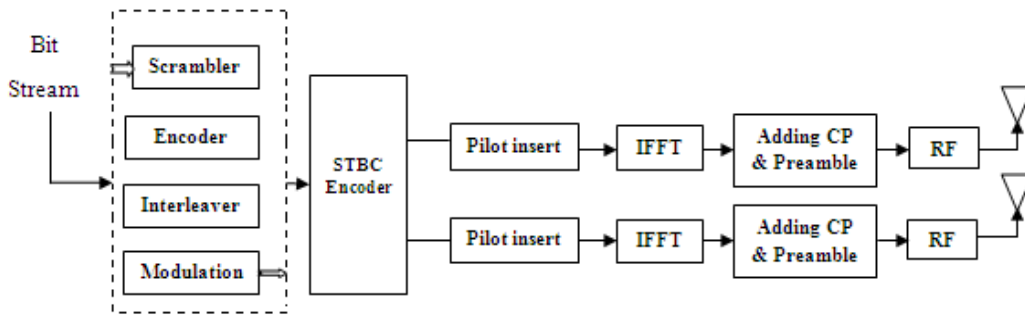 Bit
Stream
Scrambler
Encoder
Interleaver
Modulation
STBC
Encoder
Pilot insert
IFFT
Adding CP
& Preamble
RF
Pilot insert
IFFT
Adding CP
& Preamble
RF